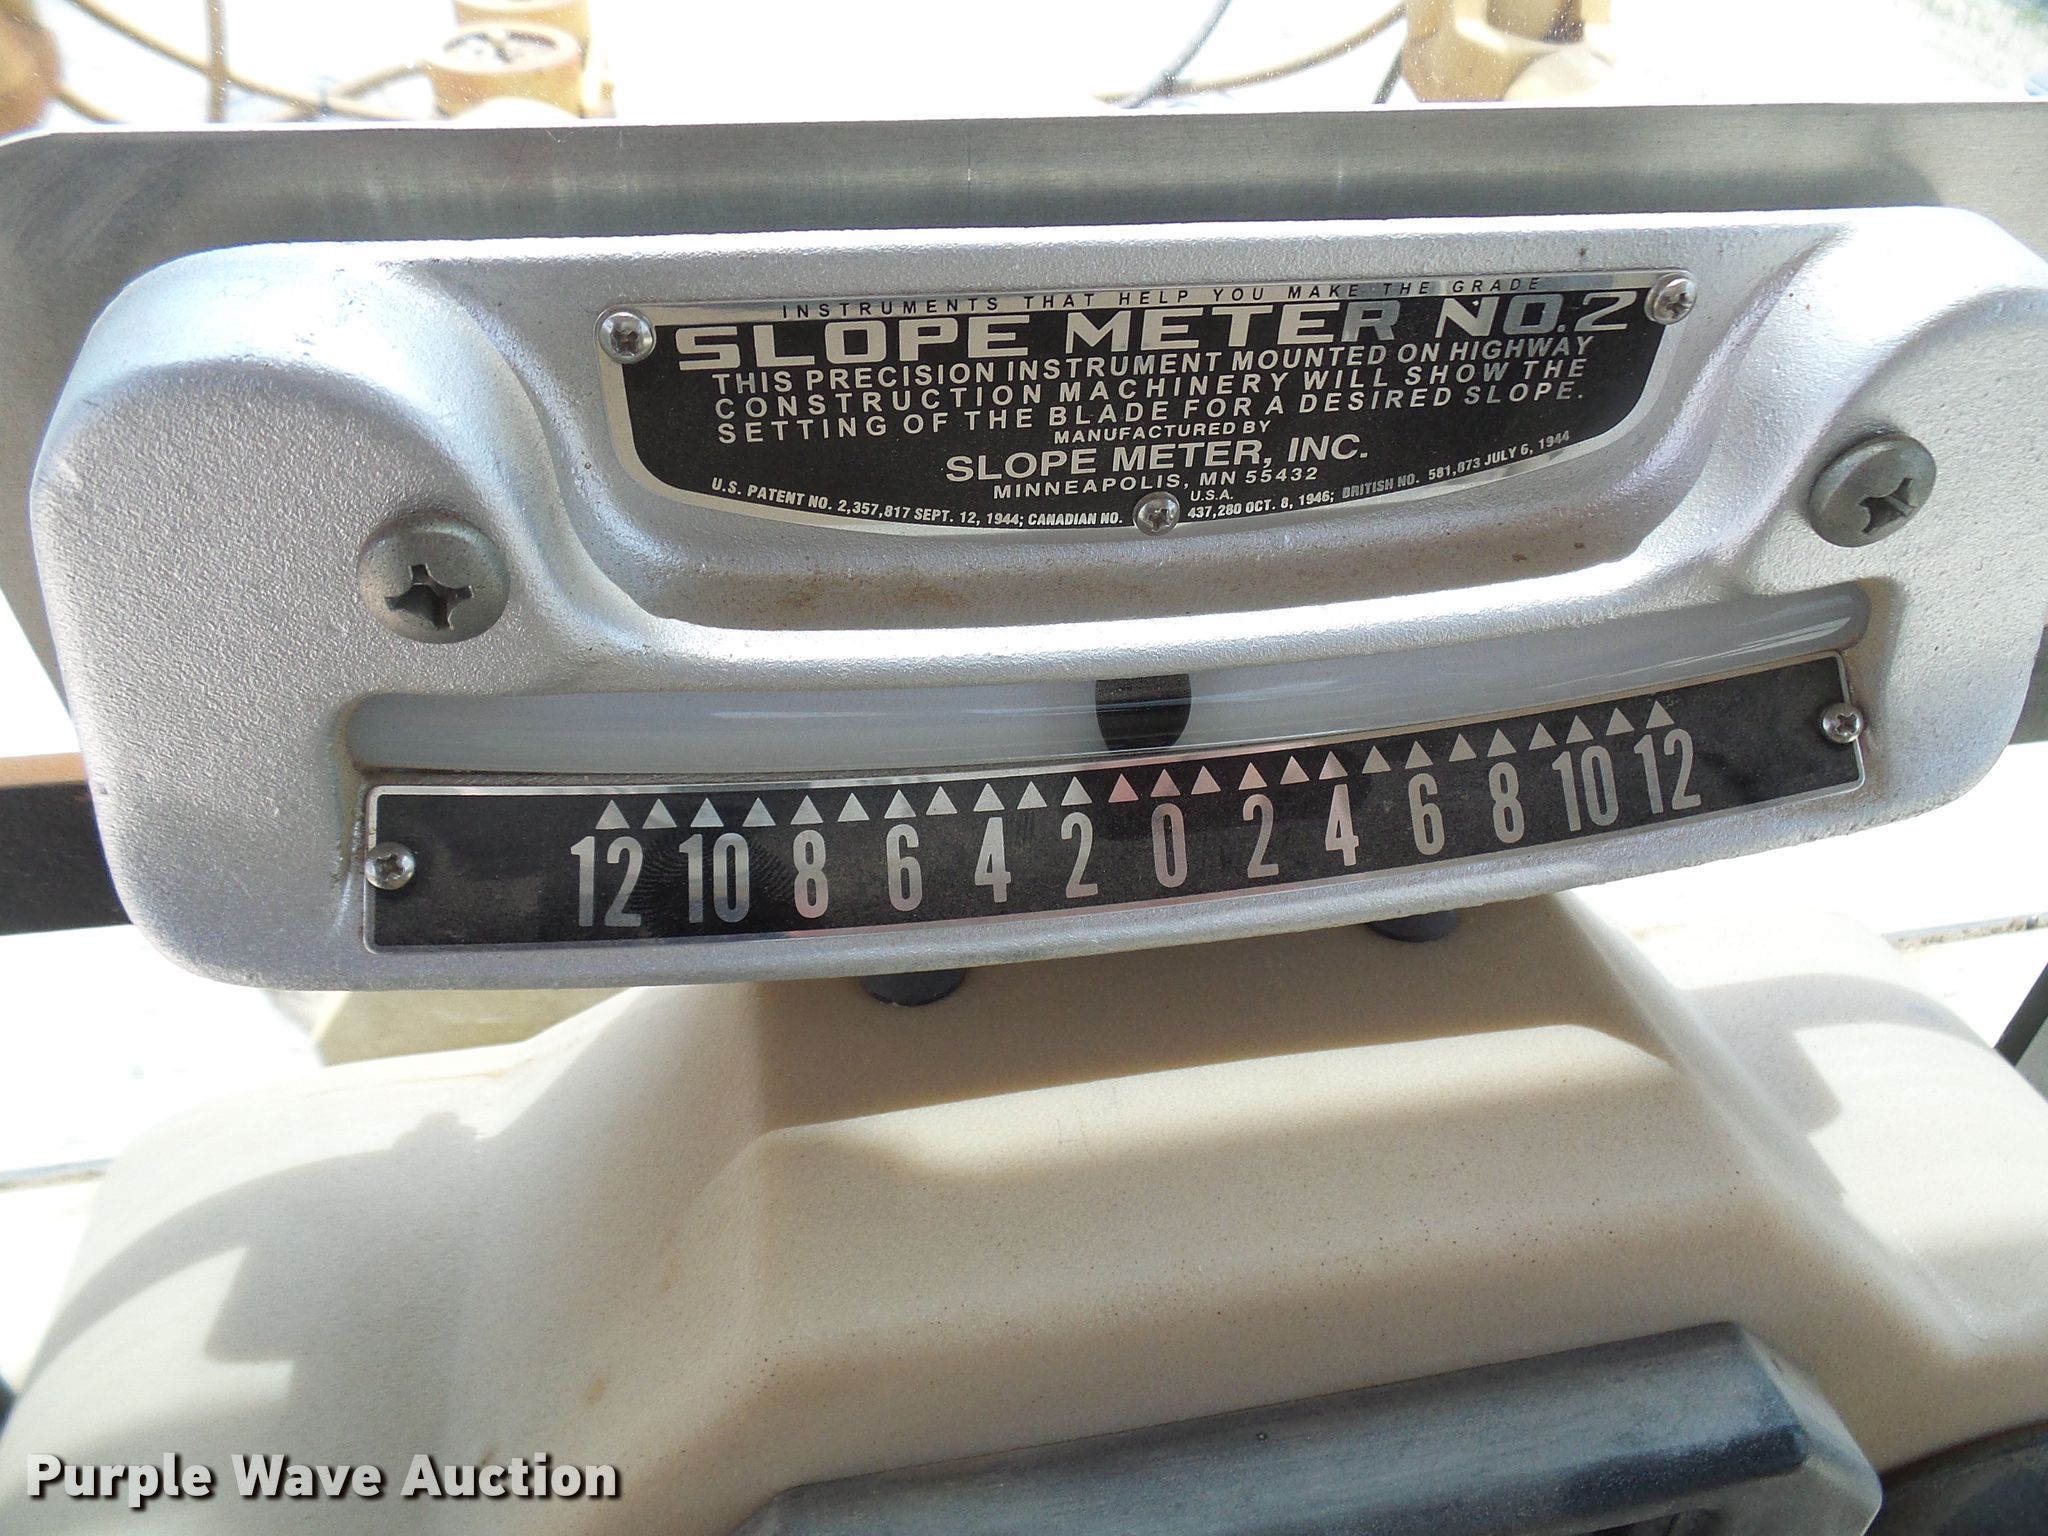 INSTRUMENTS THAT HELP YOU MAKE THE GRADE
SLOPE METER NO.2
THIS PRECISION INSTRUMENT MOUNTED ON HIGHWAY
CONSTRUCTION MACHINERY WILL SHOW THE
SETTING OF THE BLADE FOR A DESIRED SLOPE.
MANUFACTURED BY
SLOPE METER, INC.
MINNEAPOLIS, MN 55432
U.S.A.
U.S. PATENT NO. 2,357,817 SEPT. 12, 1944; CANADIAN NO. 437,280 OCT. 8, 1946; BRITISH NO. 581,873 JULY 6, 1944
12 10 8 6 4 2 0 2 4 6 8 10 12
Purple Wave Auction